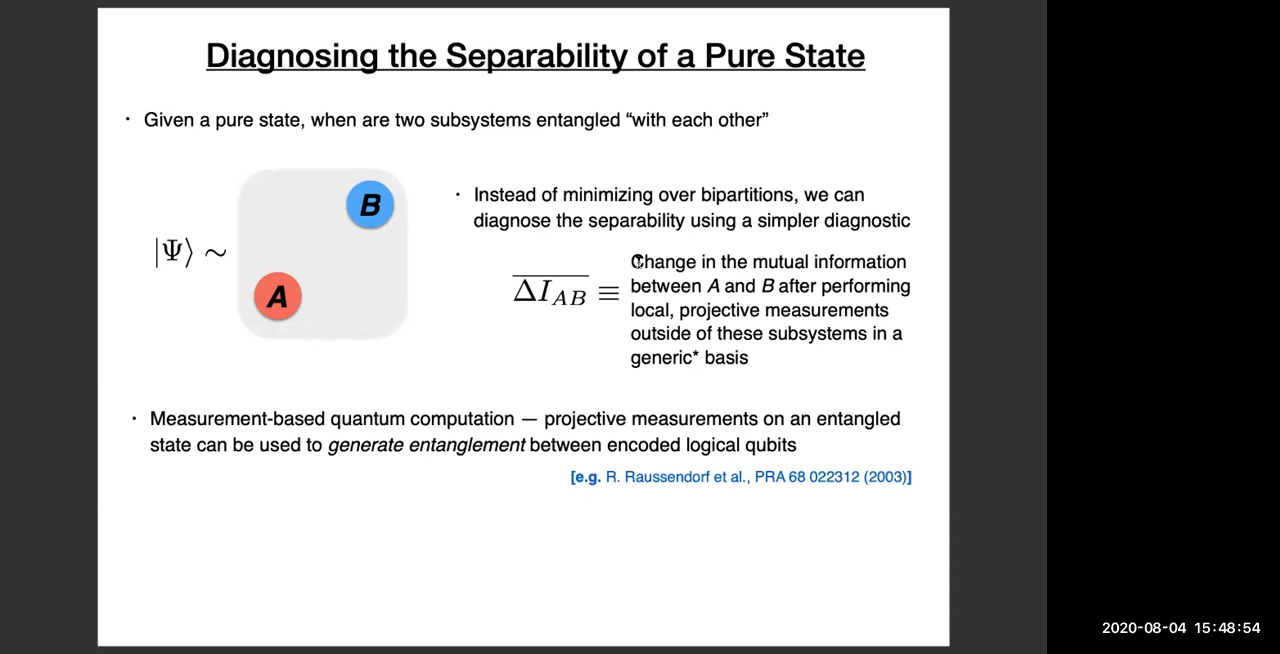 Diagnosing the Separability of a Pure State
· Given a pure state, when are two subsystems entangled “with each other”
|Ψ⟩ ∼
B
A
· Instead of minimizing over bipartitions, we can
diagnose the separability using a simpler diagnostic
\overline{ΔI_{AB}} ≡
Change in the mutual information
between A and B after performing
local, projective measurements
outside of these subsystems in a
generic* basis
· Measurement-based quantum computation — projective measurements on an entangled
state can be used to generate entanglement between encoded logical qubits
[e.g. R. Raussendorf et al., PRA 68 022312 (2003)]
2020-08-04 15:48:54